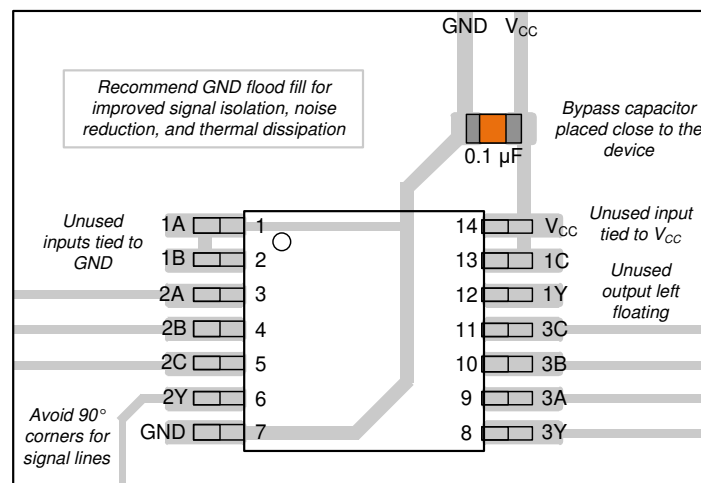 GND VCC
Recommend GND flood fill for
improved signal isolation, noise
reduction, and thermal dissipation
Bypass capacitor
placed close to the
device
0.1 µF
Unused
inputs tied to
GND
Unused input
tied to VCC
Unused
output left
floating
Avoid 90°
corners for
signal lines
1A 1 14 VCC
1B 2 13 1C
2A 3 12 1Y
2B 4 11 3C
2C 5 10 3B
2Y 6 9 3A
GND 7 8 3Y